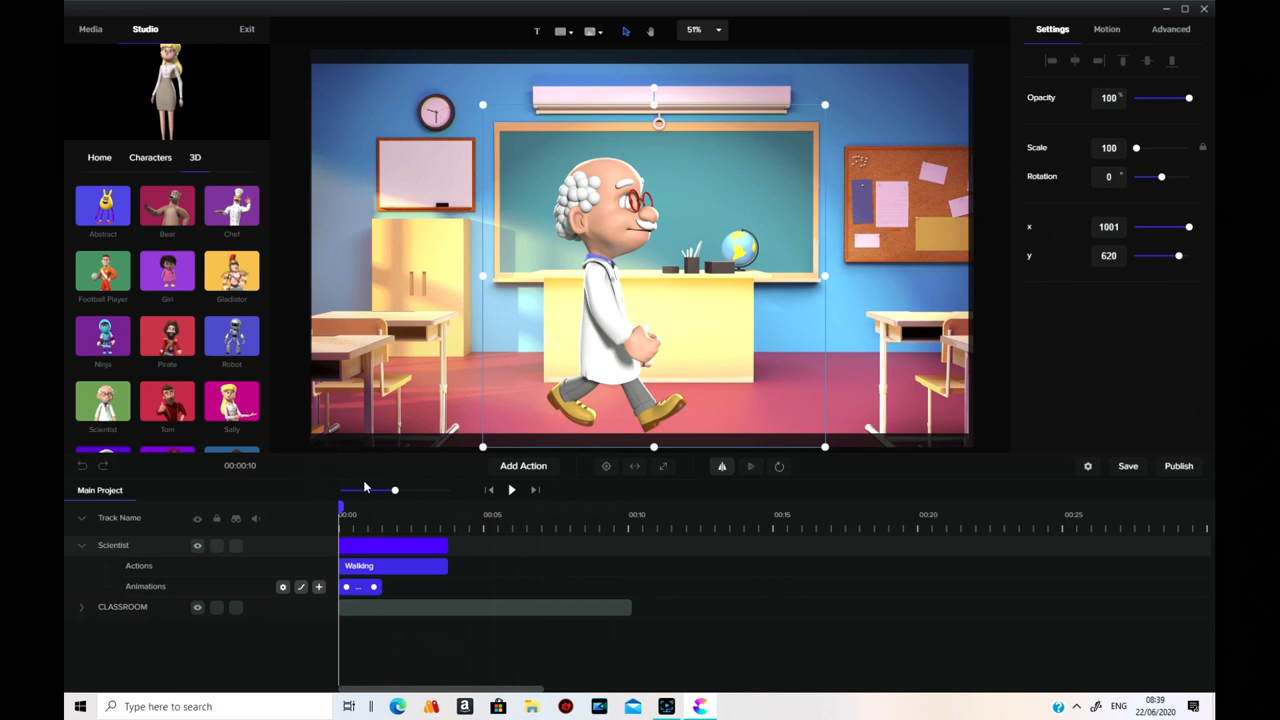 Media Studio Exit
T
51%
Settings Motion Advanced
Opacity 100 %
Scale 100
Rotation 0 °
x 1001
y 620
Home Characters 3D
Abstract Bear Chef
Football Player Girl Gladiator
Ninja Pirate Robot
Scientist Tom Sally
00:00:10
Add Action
Save Publish
Main Project
Track Name
00:00 00:05 00:10 00:15 00:20 00:25
Scientist
Actions Walking
Animations ...
CLASSROOM
Type here to search
ENG
08:39
22/06/2020